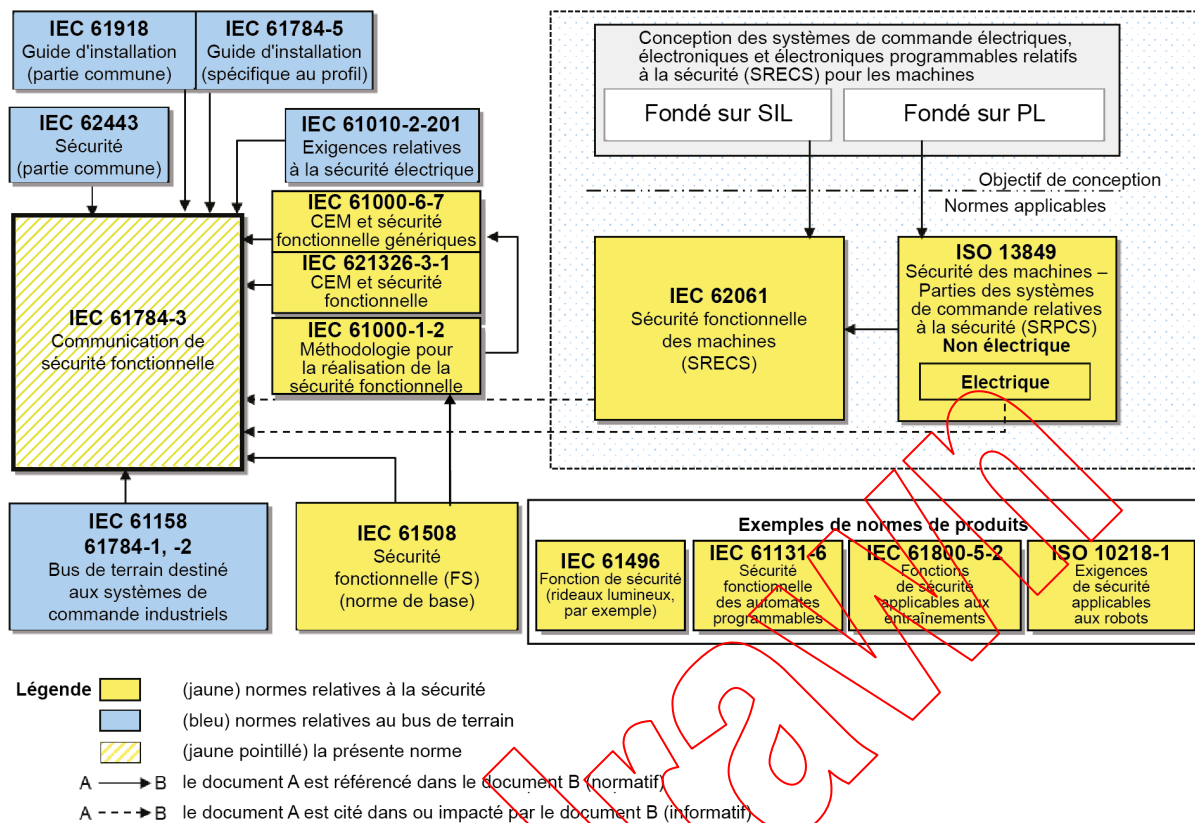 IEC 61918
Guide d'installation
(partie commune)
IEC 61784-5
Guide d'installation
(spécifique au profil)
IEC 62443
Sécurité
(partie commune)
IEC 61010-2-201
Exigences relatives
à la sécurité électrique
IEC 61000-6-7
CEM et sécurité
fonctionnelle génériques
IEC 621326-3-1
CEM et sécurité
fonctionnelle
IEC 61000-1-2
Méthodologie pour
la réalisation de la
sécurité fonctionnelle
IEC 61784-3
Communication de
sécurité fonctionnelle
IEC 61158
61784-1, -2
Bus de terrain destiné
aux systèmes de
commande industriels
IEC 61508
Sécurité
fonctionnelle (FS)
(norme de base)
Conception des systèmes de commande électriques,
électroniques et électroniques programmables relatifs
à la sécurité (SRECS) pour les machines
Fondé sur SIL
Fondé sur PL
Objectif de conception
Normes applicables
IEC 62061
Sécurité fonctionnelle
des machines
(SRECS)
ISO 13849
Sécurité des machines –
Parties des systèmes
de commande relatives
à la sécurité (SRPCS)
Non électrique
Electrique
Exemples de normes de produits
IEC 61496
Fonction de sécurité
(rideaux lumineux,
par exemple)
IEC 61131-6
Sécurité
fonctionnelle
des automates
programmables
IEC 61800-5-2
Fonctions
de sécurité
applicables aux
entraînements
ISO 10218-1
Exigences
de sécurité
applicables
aux robots
Légende
(jaune) normes relatives à la sécurité
(bleu) normes relatives au bus de terrain
(jaune pointillé) la présente norme
A B le document A est référencé dans le document B (normatif)
A B le document A est cité dans ou impacté par le document B (informatif)